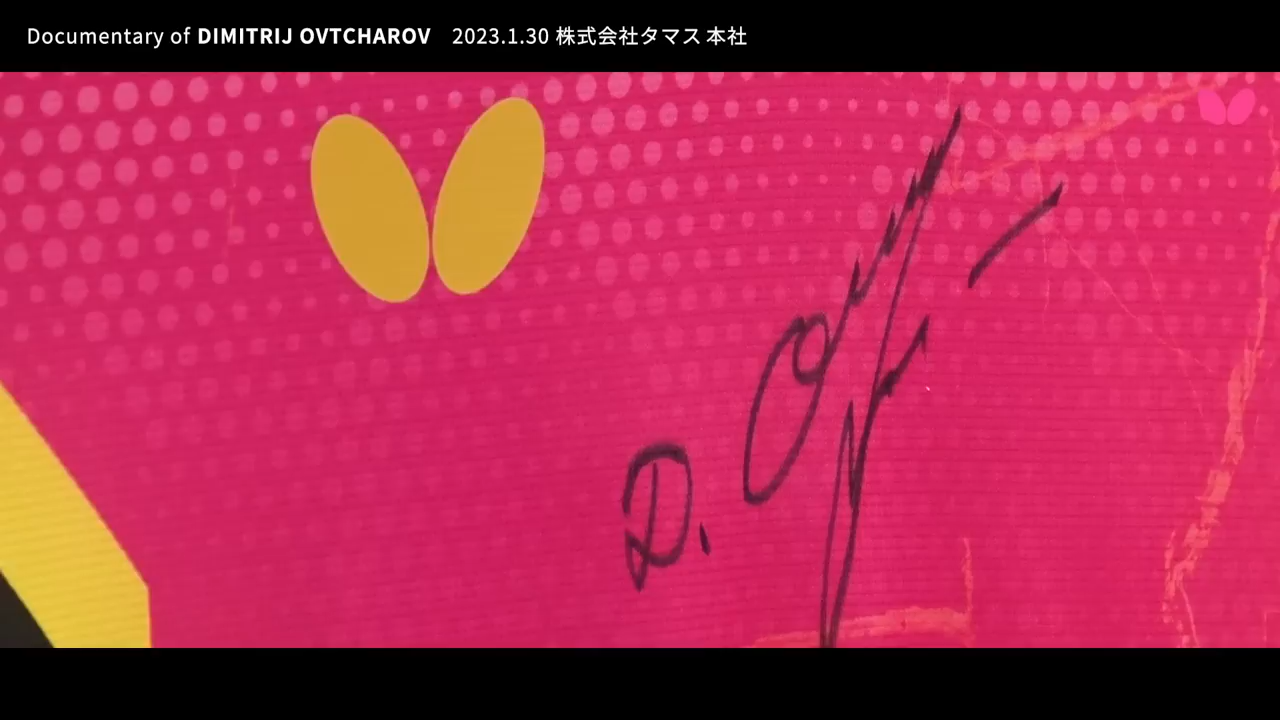 Documentary of DIMITRIJ OVTCHAROV 2023.1.30 株式会社タマス 本社
D.